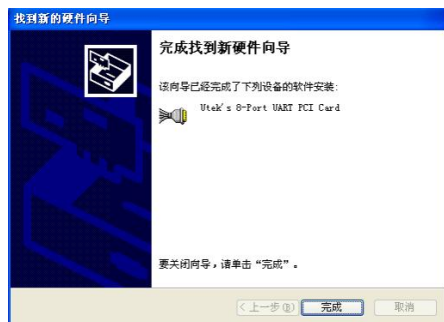 找到新的硬件向导
完成找到新硬件向导
该向导已经完成了下列设备的软件安装:
Utek's 8-Port UART PCI Card
要关闭向导,请单击“完成”。
<上一步(B) 完成 取消